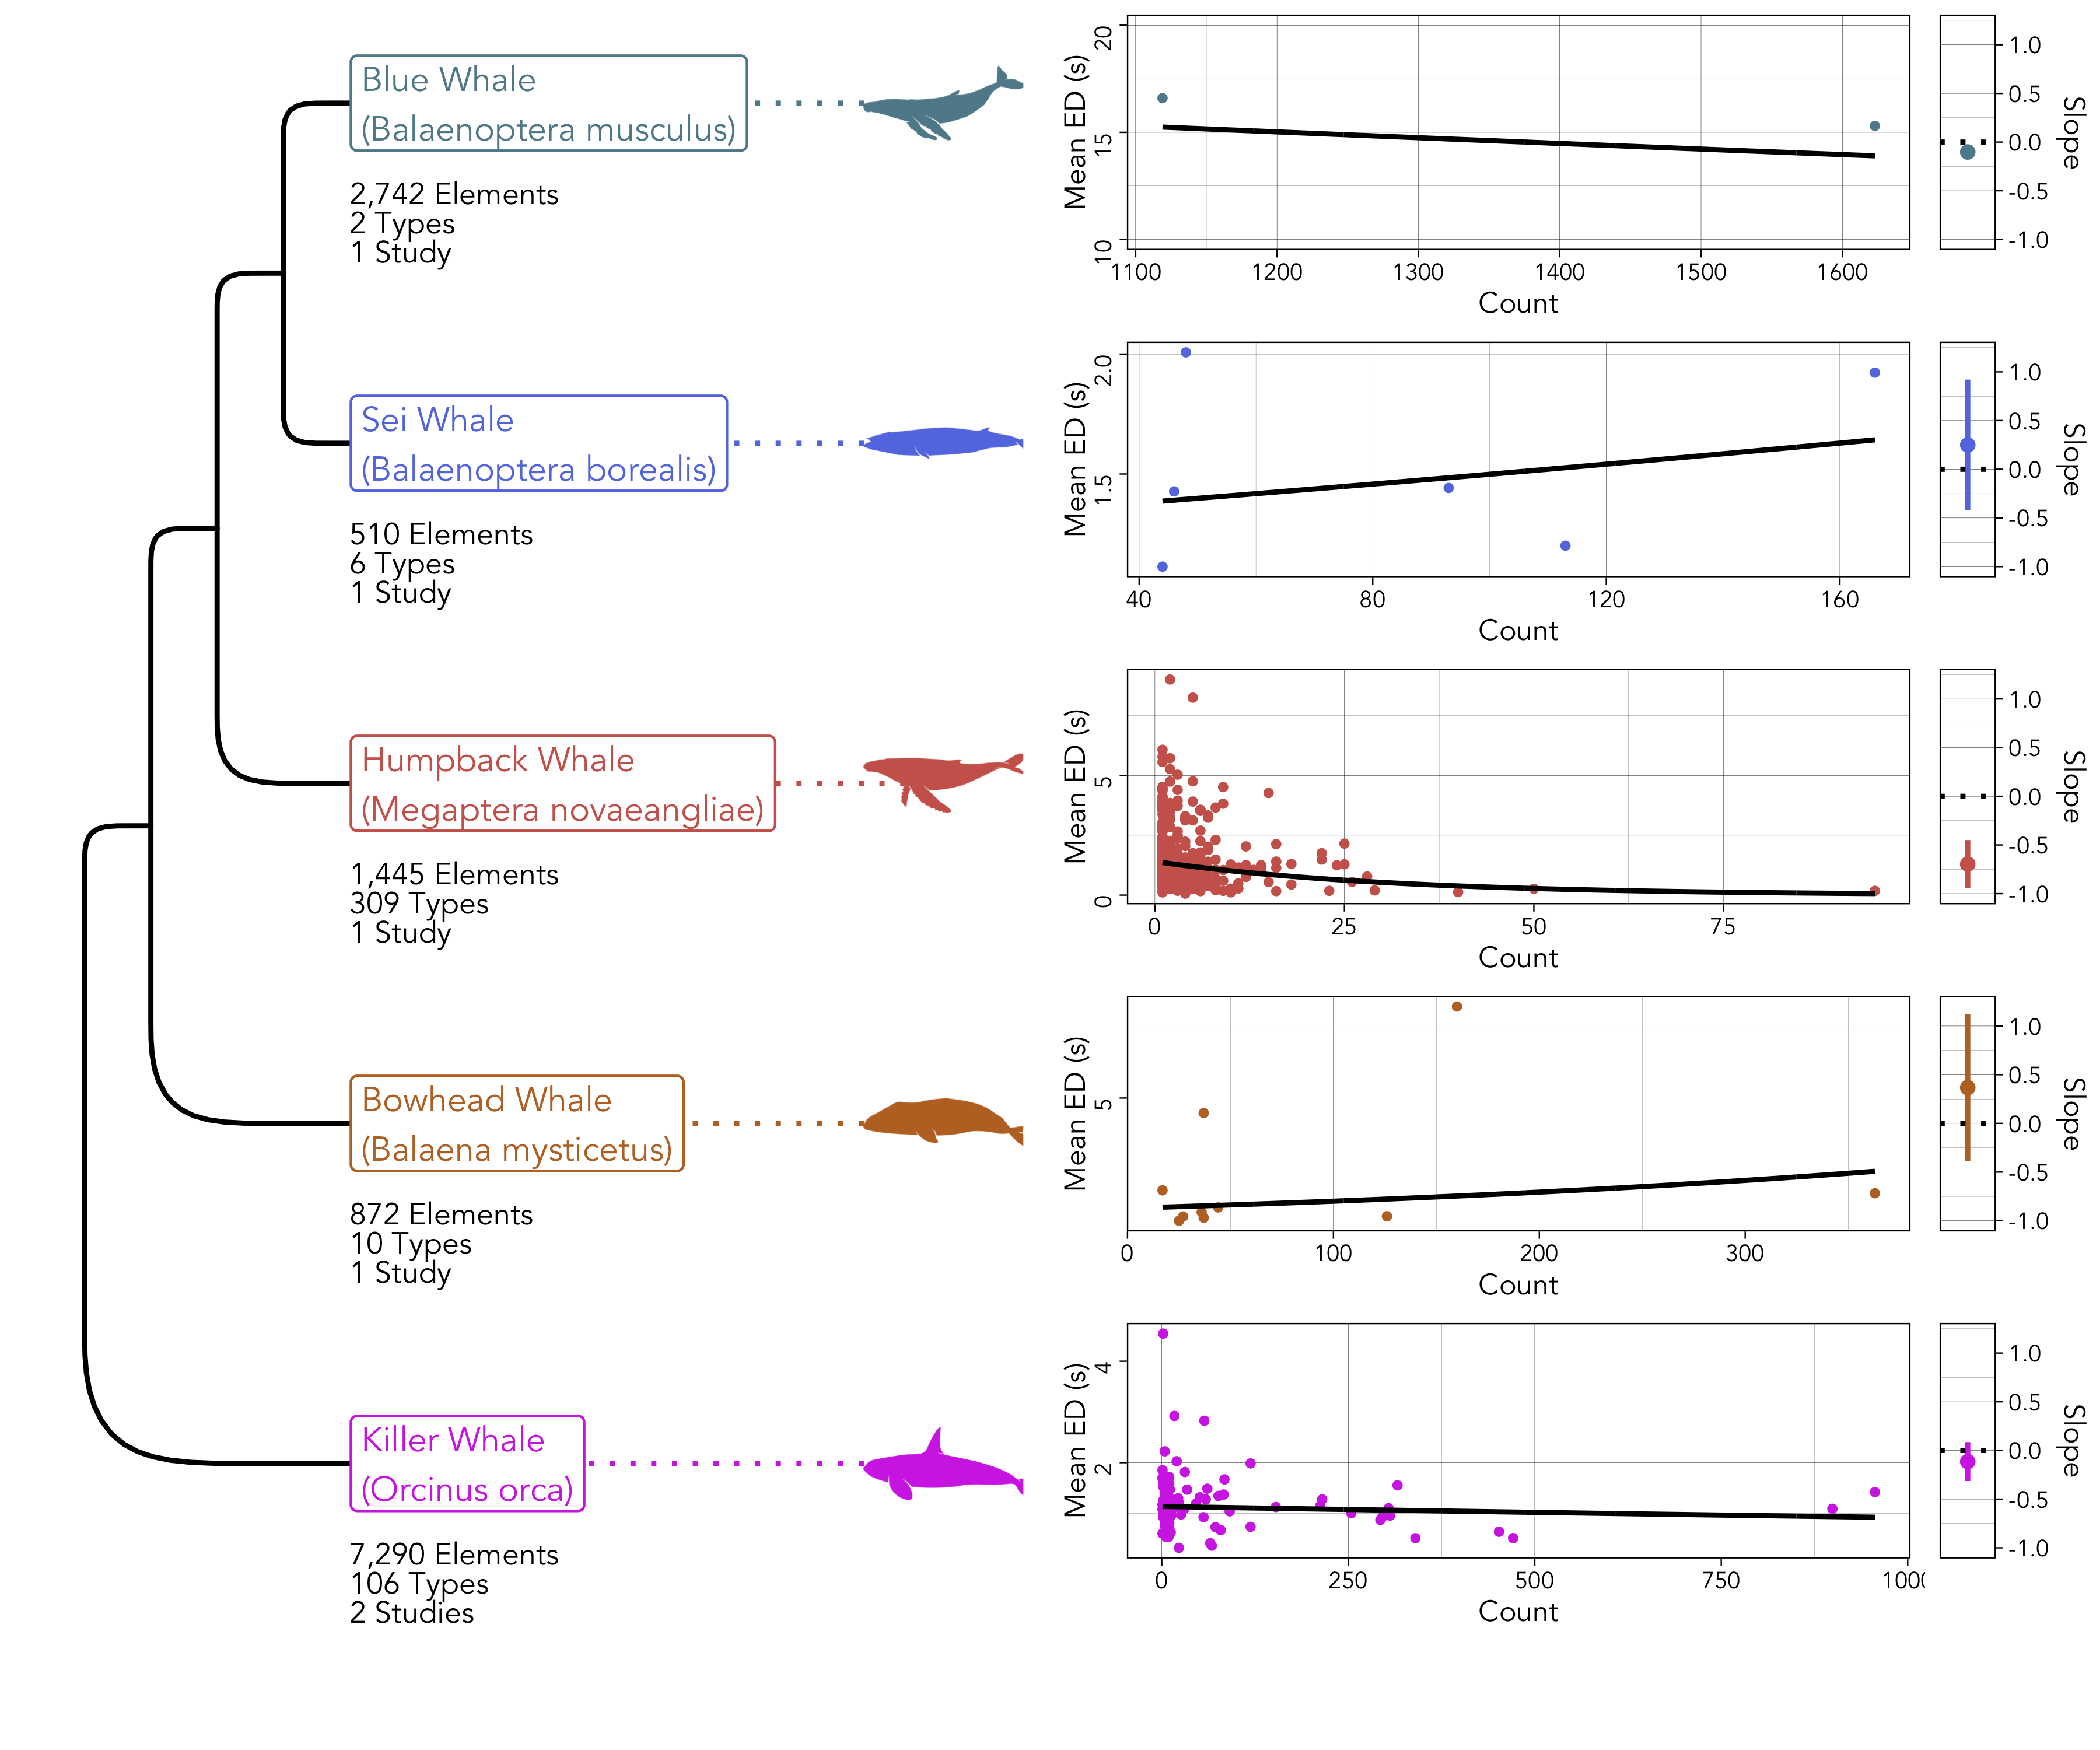 Blue Whale
(Balaenoptera musculus)
2,742 Elements
2 Types
1 Study
Mean ED (s)
20
15
10
1100 1200 1300 1400 1500 1600
Count
1.0
0.5
0.0
-0.5
-1.0
Slope
Sei Whale
(Balaenoptera borealis)
510 Elements
6 Types
1 Study
Mean ED (s)
2.0
1.5
40 80 120 160
Count
1.0
0.5
0.0
-0.5
-1.0
Slope
Humpback Whale
(Megaptera novaeangliae)
1,445 Elements
309 Types
1 Study
Mean ED (s)
5
0
0 25 50 75
Count
1.0
0.5
0.0
-0.5
-1.0
Slope
Bowhead Whale
(Balaena mysticetus)
872 Elements
10 Types
1 Study
Mean ED (s)
5
0 100 200 300
Count
1.0
0.5
0.0
-0.5
-1.0
Slope
Killer Whale
(Orcinus orca)
7,290 Elements
106 Types
2 Studies
Mean ED (s)
4
2
0 250 500 750 1000
Count
1.0
0.5
0.0
-0.5
-1.0
Slope